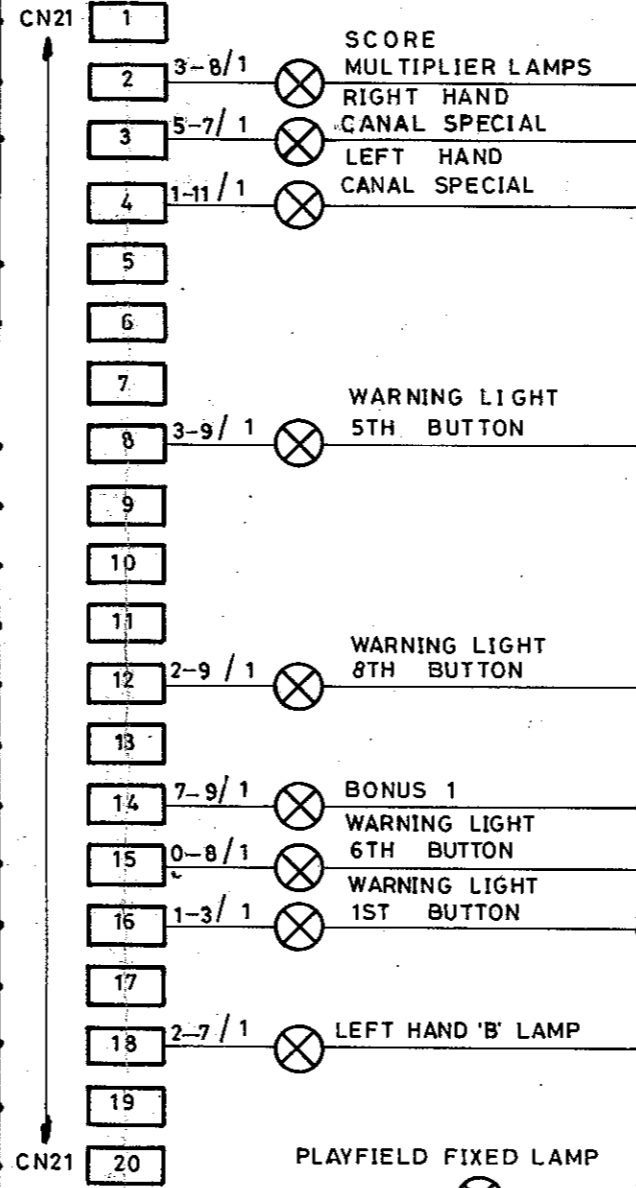 CN21 1
SCORE
2 3-8/1 MULTIPLIER LAMPS
RIGHT HAND
3 5-7/ 1 CANAL SPECIAL
LEFT HAND
4 1-11 / 1 CANAL SPECIAL
5
6
7
WARNING LIGHT
8 3-9/ 1 5TH BUTTON
9
10
11
WARNING LIGHT
12 2-9 / 1 8TH BUTTON
13
14 7-9/ 1 BONUS 1
WARNING LIGHT
15 0-8/1 6TH BUTTON
WARNING LIGHT
16 1-3/ 1 1ST BUTTON
17
18 2-7 / 1 LEFT HAND 'B' LAMP
19
CN21 20 PLAYFIELD FIXED LAMP